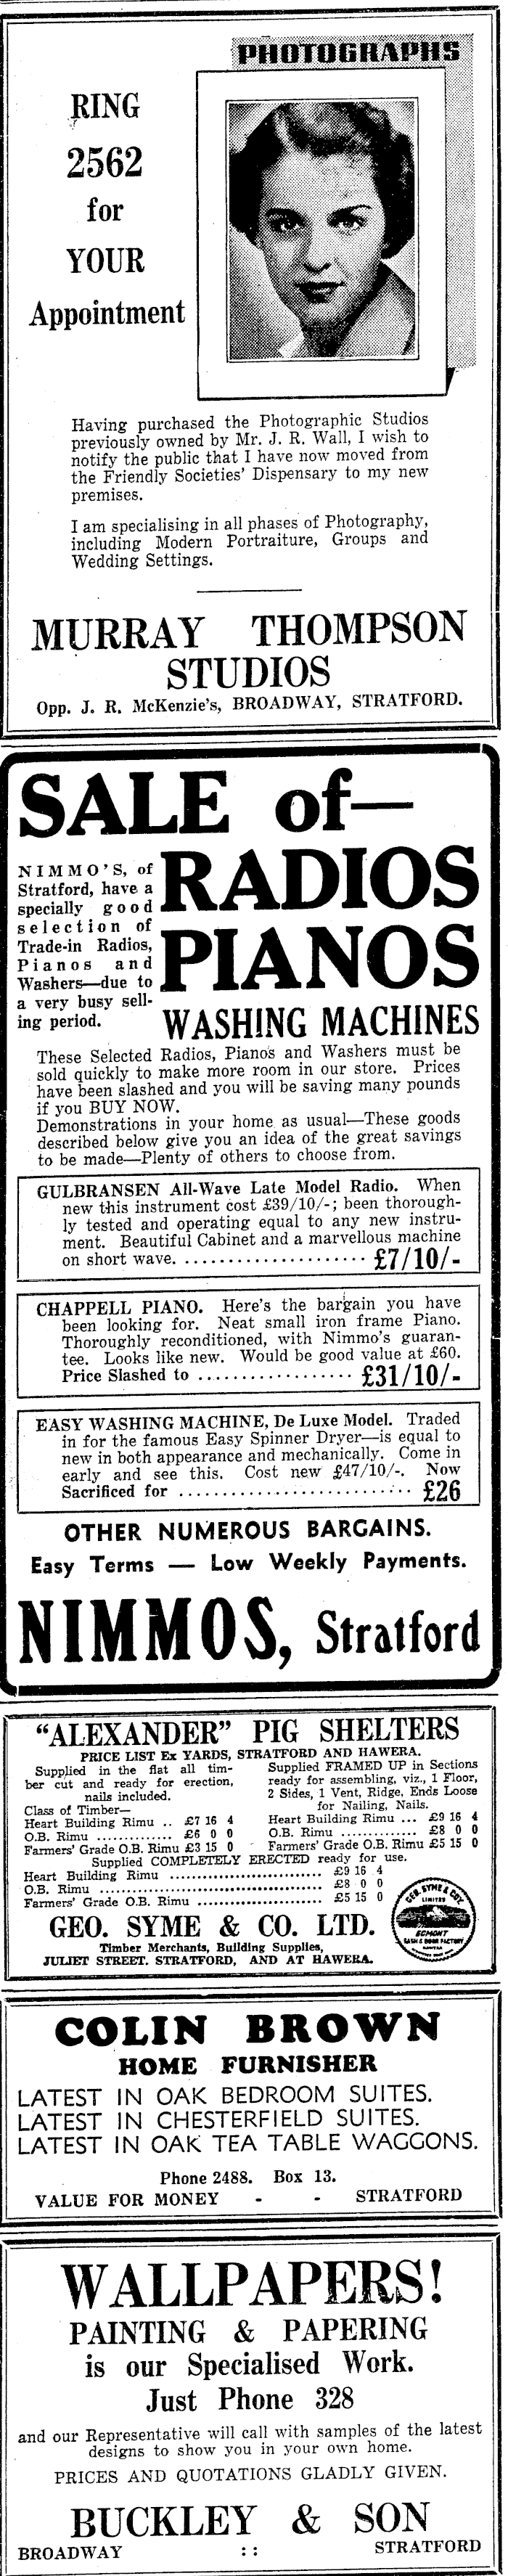 PHOTOGRAPHS
RING
2562
for
YOUR
Appointment
Having purchased the Photographic Studios
previously owned by Mr. J. R. Wall, I wish to
notify the public that I have now moved from
the Friendly Societies' Dispensary to my new
premises.
I am specialising in all phases of Photography,
including Modern Portraiture, Groups and
Wedding Settings.
MURRAY THOMPSON
STUDIOS
Opp. J. R. McKenzie's, BROADWAY, STRATFORD.
SALE of—
RADIOS
PIANOS
WASHING MACHINES
NIMMO'S, of
Stratford, have a
specially good
selection of
Trade-in Radios,
Pianos and
Washers—due to
a very busy sell-
ing period.
These Selected Radios, Pianos and Washers must be
sold quickly to make more room in our store. Prices
have been slashed and you will be saving many pounds
if you BUY NOW.
Demonstrations in your home as usual—These goods
described below give you an idea of the great savings
to be made—Plenty of others to choose from.
GULBRANSEN All-Wave Late Model Radio. When
new this instrument cost £39/10/-; been thorough-
ly tested and operating equal to any new instru-
ment. Beautiful Cabinet and a marvellous machine
on short wave. ..................... £7/10/-
CHAPPELL PIANO. Here's the bargain you have
been looking for. Neat small iron frame Piano.
Thoroughly reconditioned, with Nimmo's guaran-
tee. Looks like new. Would be good value at £60.
Price Slashed to .................. £31/10/-
EASY WASHING MACHINE, De Luxe Model. Traded
in for the famous Easy Spinner Dryer—is equal to
new in both appearance and mechanically. Come in
early and see this. Cost new £47/10/-. Now
Sacrificed for ........................... £26
OTHER NUMEROUS BARGAINS.
Easy Terms — Low Weekly Payments.
NIMMOS, Stratford
"ALEXANDER" PIG SHELTERS
PRICE LIST Ex YARDS, STRATFORD AND HAWERA.
Supplied in the flat all tim-
ber cut and ready for erection,
nails included.
Class of Timber—
Heart Building Rimu .. £7 16 4
O.B. Rimu ............. £6 0 0
Farmers' Grade O.B. Rimu £3 15 0
Supplied FRAMED UP in Sections
ready for assembling, viz., 1 Floor,
2 Sides, 1 Vent, Ridge, Ends Loose
for Nailing, Nails.
Heart Building Rimu ... £9 16 4
O.B. Rimu ............. £8 0 0
Farmers' Grade O.B. Rimu £5 15 0
Supplied COMPLETELY ERECTED ready for use.
Heart Building Rimu ........................... £9 16 4
O.B. Rimu ..................................... £8 0 0
Farmers' Grade O.B. Rimu ...................... £5 15 0
GEO. SYME & CO. LTD.
Timber Merchants, Building Supplies,
JULIET STREET. STRATFORD, AND AT HAWERA.
GEO. SYME & CO.
LIMITED
EGMONT
SASH & DOOR FACTORY
HAWERA
COLIN BROWN
HOME FURNISHER
LATEST IN OAK BEDROOM SUITES.
LATEST IN CHESTERFIELD SUITES.
LATEST IN OAK TEA TABLE WAGGONS.
Phone 2488. Box 13.
VALUE FOR MONEY - - STRATFORD
WALLPAPERS!
PAINTING & PAPERING
is our Specialised Work.
Just Phone 328
and our Representative will call with samples of the latest
designs to show you in your own home.
PRICES AND QUOTATIONS GLADLY GIVEN.
BUCKLEY & SON
BROADWAY :: STRATFORD